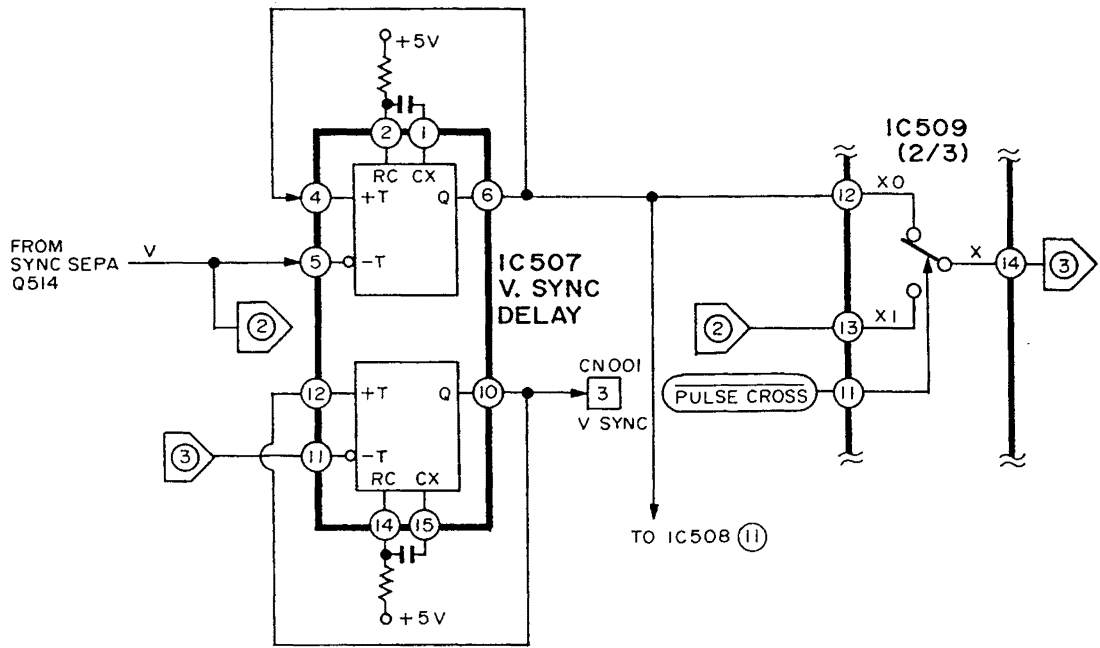 +5V
2
1
RC
CX
4
+T
Q
6
FROM
SYNC SEPA
Q514
V
5
-T
2
IC507
V. SYNC
DELAY
12
+T
Q
10
CN001
3
V SYNC
3
11
-T
RC
CX
14
15
+5V
TO IC508 11
IC509
(2/3)
12
X0
X
14
3
2
13
X1
PULSE CROSS
11